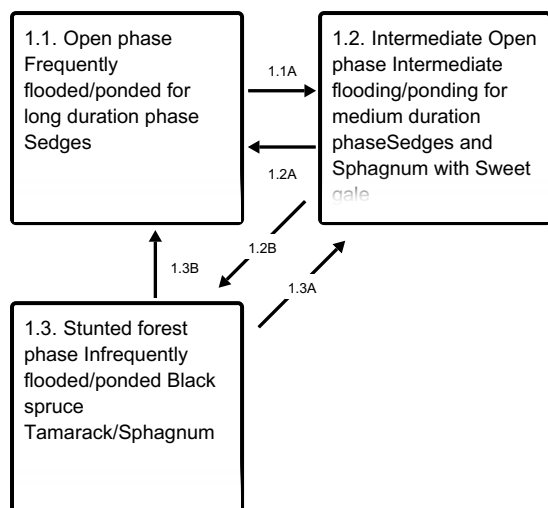 1.1. Open phase
Frequently
flooded/ponded for
long duration phase
Sedges
1.1A
1.2. Intermediate Open
phase Intermediate
flooding/ponding for
medium duration
phaseSedges and
Sphagnum with Sweet
gale
1.2A
1.2B
1.3B
1.3A
1.3. Stunted forest
phase Infrequently
flooded/ponded Black
spruce
Tamarack/Sphagnum